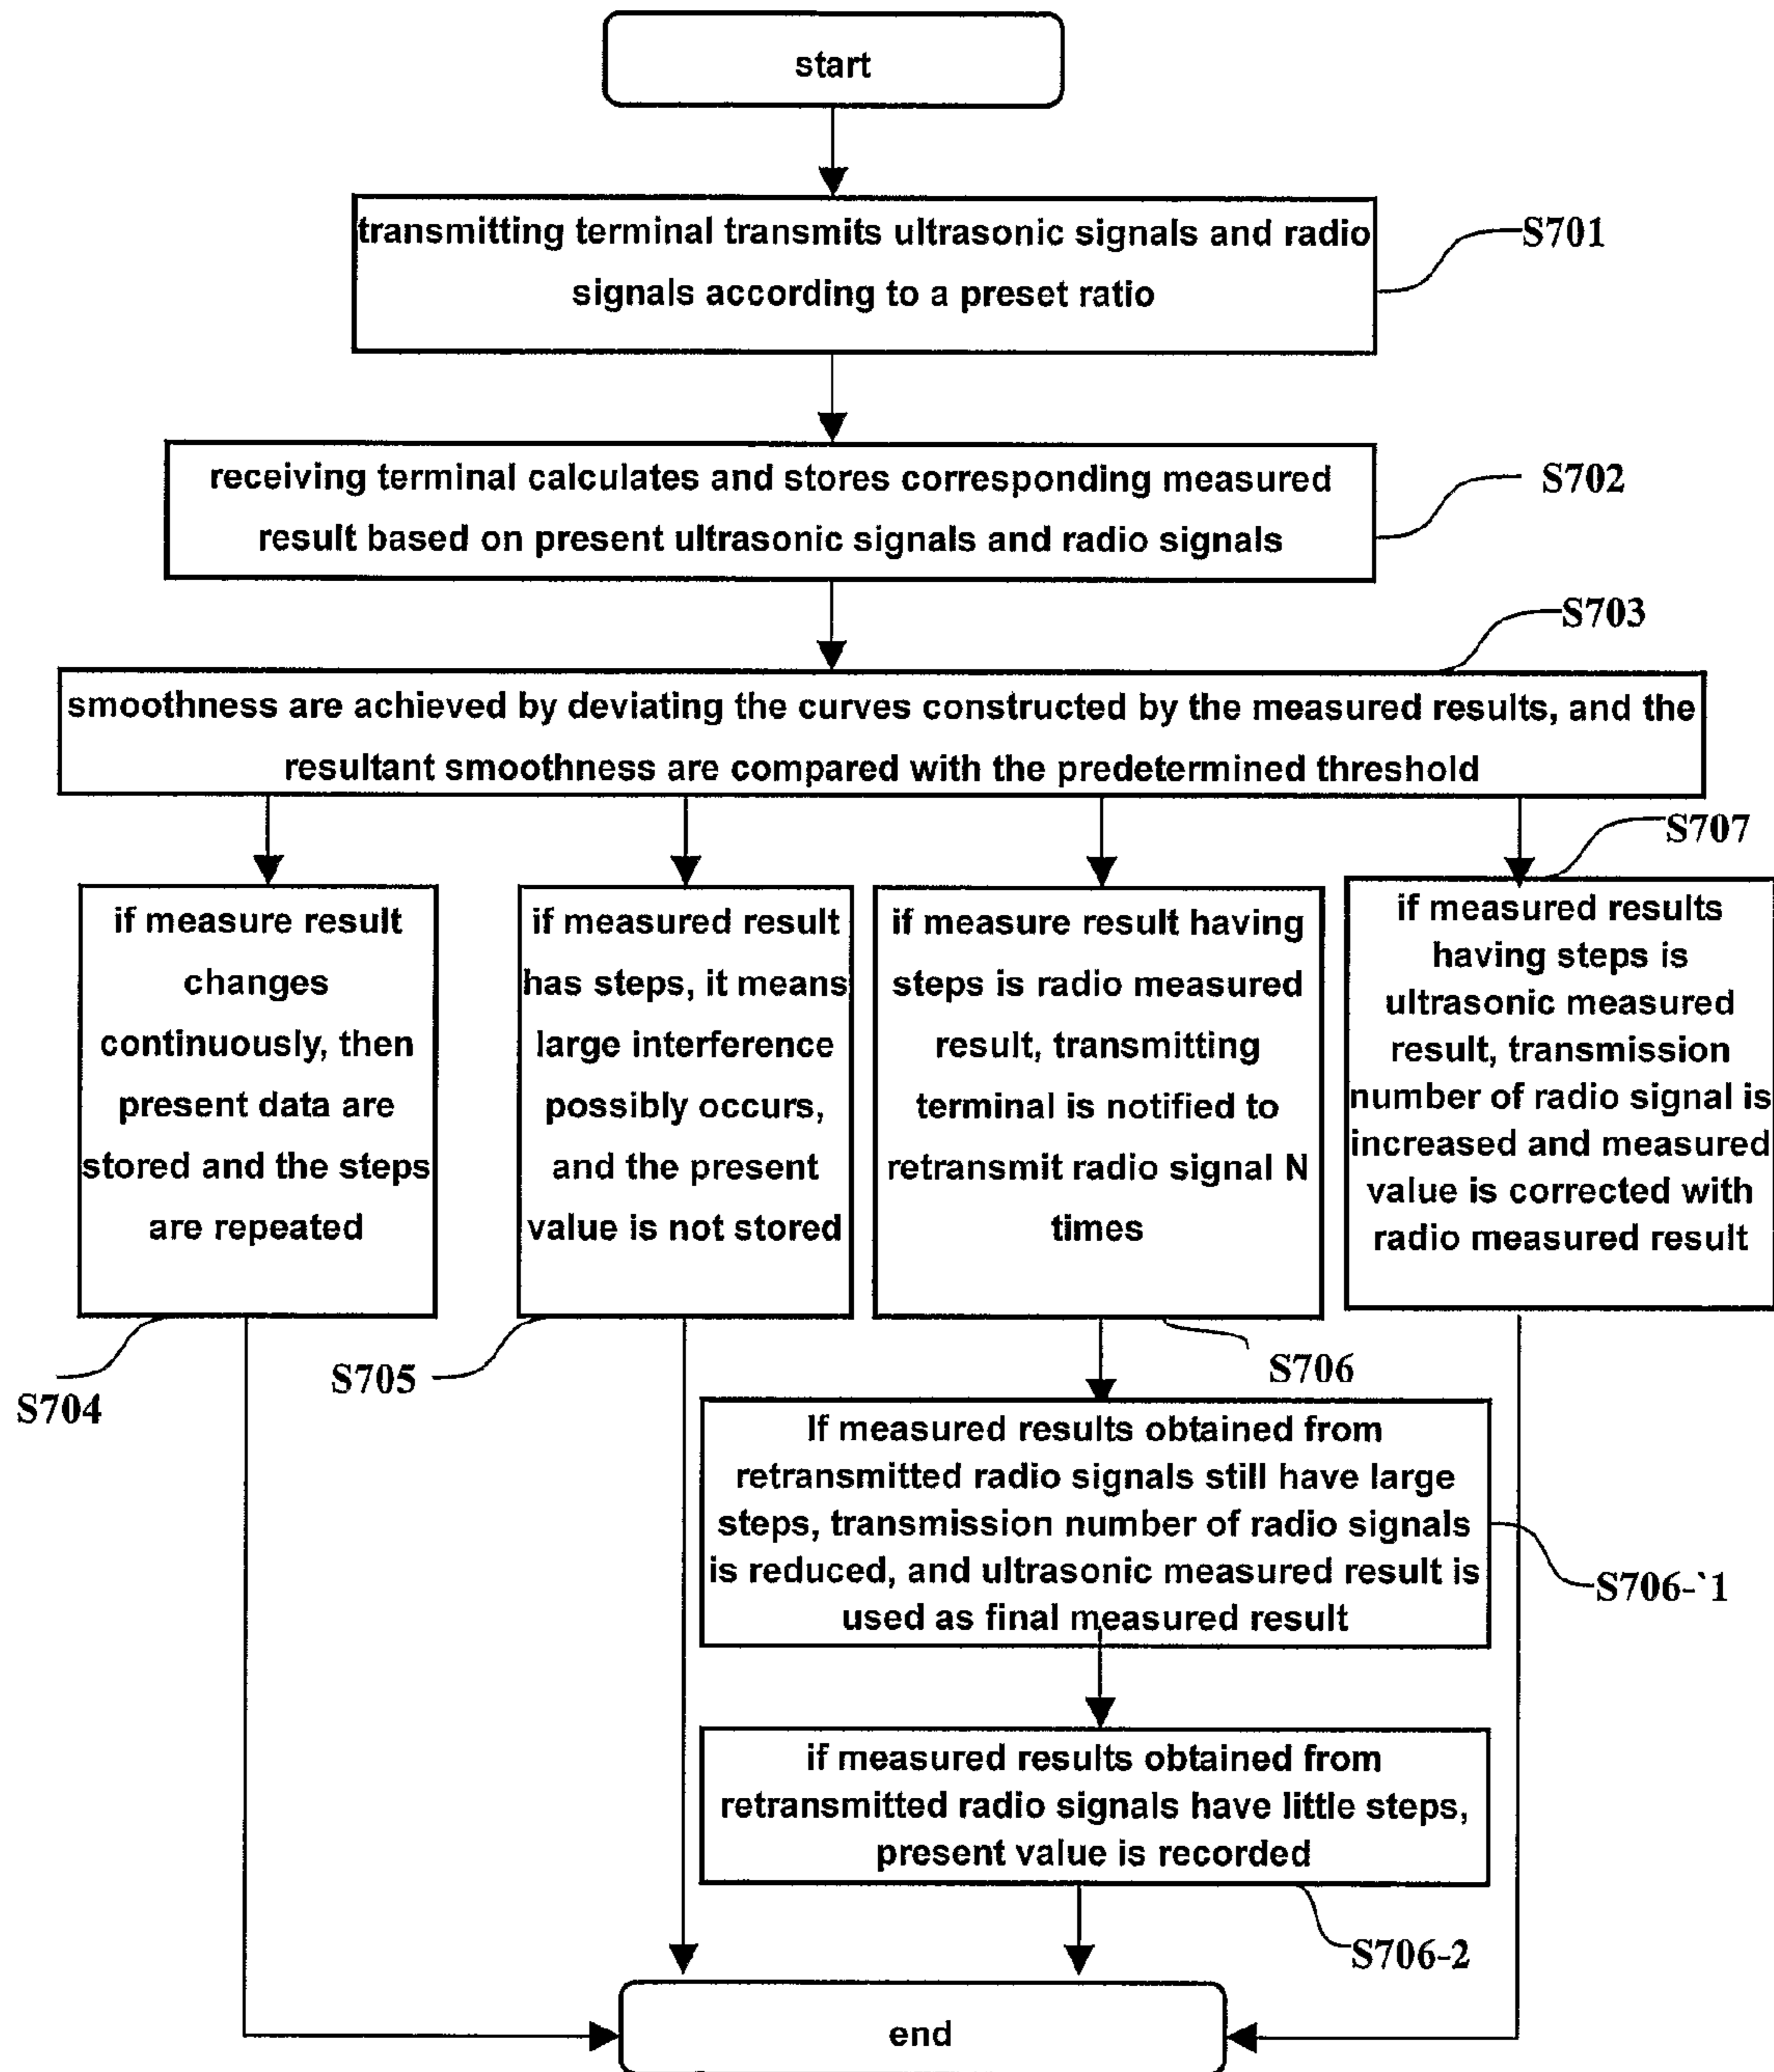 start
transmitting terminal transmits ultrasonic signals and radio
signals according to a preset ratio
S701
receiving terminal calculates and stores corresponding measured
result based on present ultrasonic signals and radio signals
S702
S703
smoothness are achieved by deviating the curves constructed by the measured results, and the
resultant smoothness are compared with the predetermined threshold
S707
if measure result
changes
continuously, then
present data are
stored and the steps
are repeated
S704
if measured result
has steps, it means
large interference
possibly occurs,
and the present
value is not stored
S705
if measure result having
steps is radio measured
result, transmitting
terminal is notified to
retransmit radio signal N
times
S706
if measured results
having steps is
ultrasonic measured
result, transmission
number of radio signal is
increased and measured
value is corrected with
radio measured result
If measured results obtained from
retransmitted radio signals still have large
steps, transmission number of radio signals
is reduced, and ultrasonic measured result is
used as final measured result
S706-`1
if measured results obtained from
retransmitted radio signals have little steps,
present value is recorded
S706-2
end